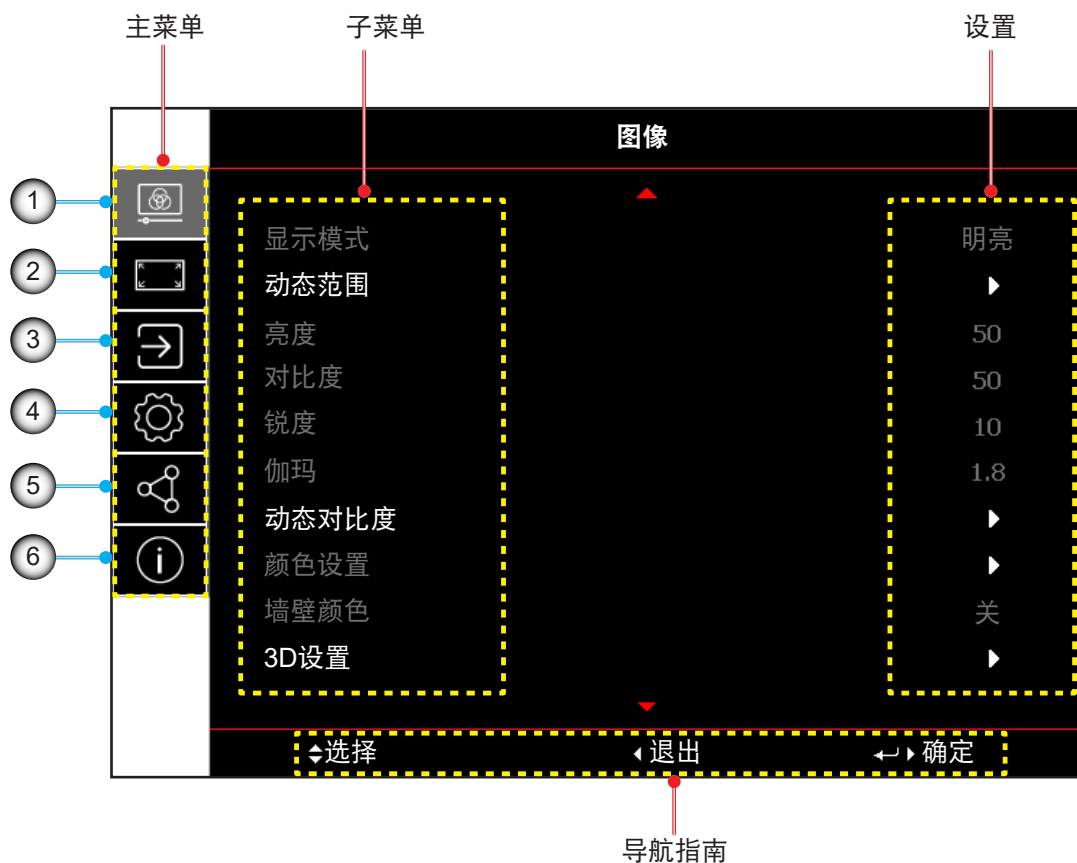 主菜单 子菜单 设置
图像
1
2
3
4
5
6
显示模式 明亮
动态范围
亮度 50
对比度 50
锐度 10
伽玛 1.8
动态对比度
颜色设置
墙壁颜色 关
3D设置
选择 退出 确定
导航指南